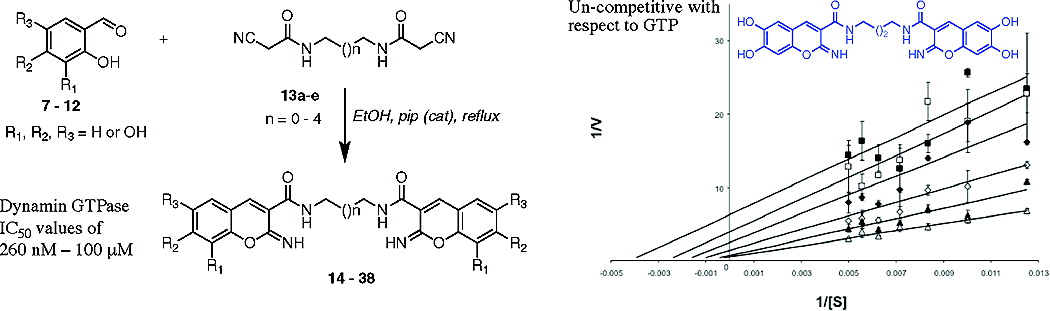 Un-competitive with
respect to GTP
R3
O
R2
OH
R1
7 - 12
R1, R2, R3 = H or OH
+
NC
O
N
H
( )n
N
H
O
CN
13a-e
n = 0 - 4
EtOH, pip (cat), reflux
Dynamin GTPase
IC50 values of
260 nM – 100 µM
R3
R2
R1
O
NH
O
N
H
( )n
N
H
O
HN
O
R3
R2
R1
14 - 38
HO
HO
O
NH
O
N
H
( )2
N
H
O
HN
O
OH
OH
1/V
30
20
10
-0.005
-0.003
-0.001
0
0.001
0.003
0.005
0.007
0.009
0.011
0.013
1/[S]